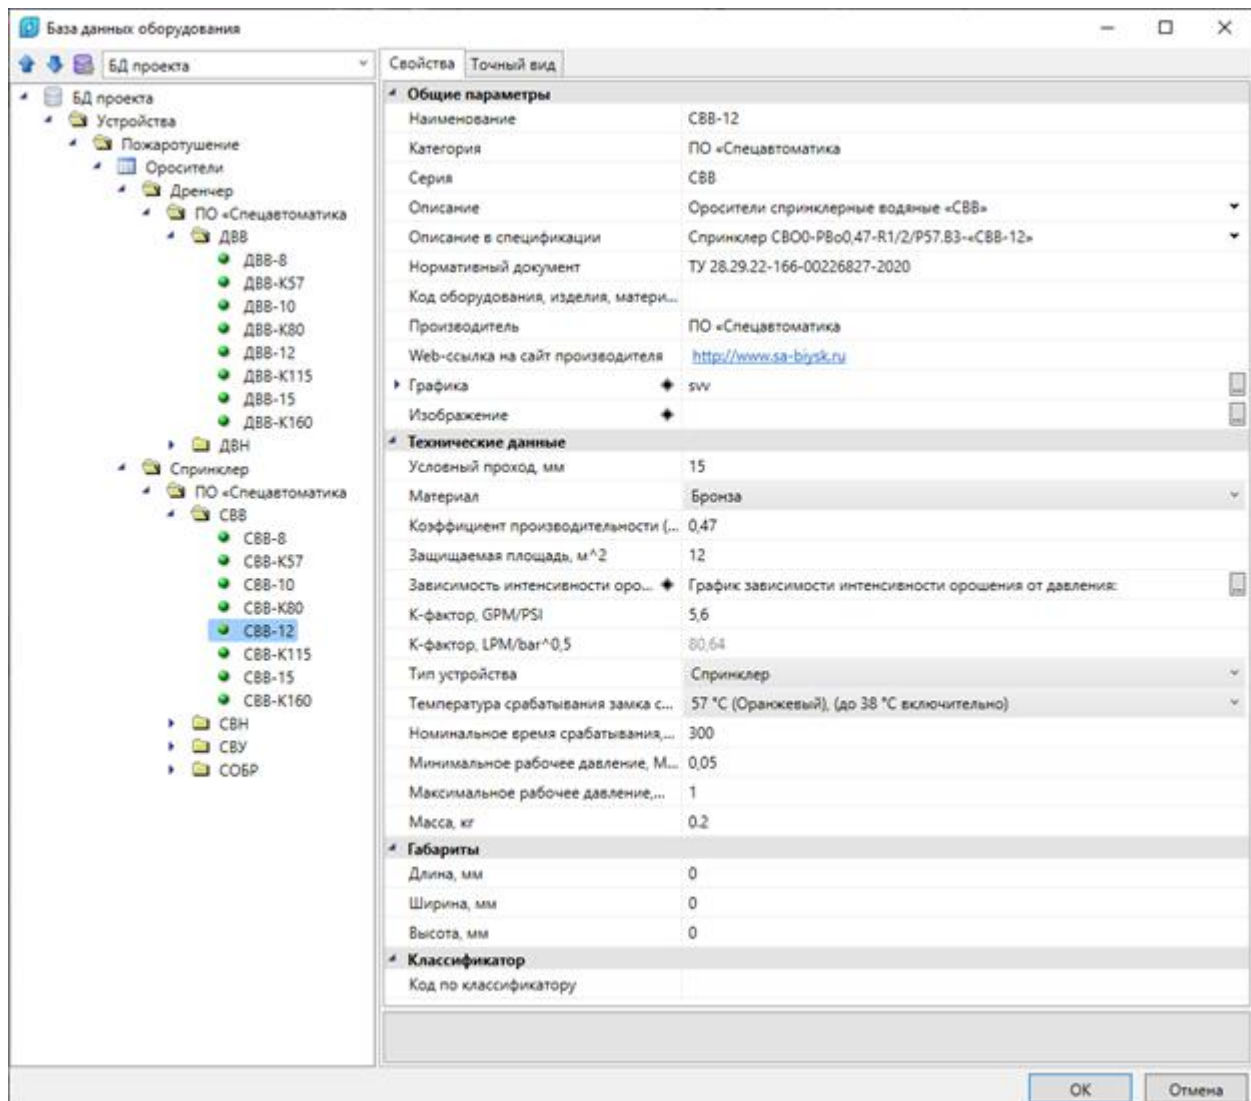 База данных оборудования
БД проекта
БД проекта
Устройства
Пожаротушение
Оросители
Дренчер
ПО «Спецавтоматика
ДВВ
ДВВ-8
ДВВ-К57
ДВВ-10
ДВВ-К80
ДВВ-12
ДВВ-К115
ДВВ-15
ДВВ-К160
ДВН
Спринклер
ПО «Спецавтоматика
СВВ
СВВ-8
СВВ-К57
СВВ-10
СВВ-К80
СВВ-12
СВВ-К115
СВВ-15
СВВ-К160
СВН
СВУ
СОБР
Свойства Точный вид
Общие параметры
Наименование СВВ-12
Категория ПО «Спецавтоматика
Серия СВВ
Описание Оросители спринклерные водяные «СВВ»
Описание в спецификации Спринклер СВО0-РВо0,47-R1/2/P57.В3-«СВВ-12»
Нормативный документ ТУ 28.29.22-166-00226827-2020
Код оборудования, изделия, матери...
Производитель ПО «Спецавтоматика
Web-ссылка на сайт производителя http://www.sa-biysk.ru
Графика svv
Изображение
Технические данные
Условный проход, мм 15
Материал Бронза
Коэффициент производительности (... 0,47
Защищаемая площадь, м^2 12
Зависимость интенсивности оро... График зависимости интенсивности орошения от давления:
К-фактор, GPM/PSI 5,6
К-фактор, LPM/bar^0,5 80,64
Тип устройства Спринклер
Температура срабатывания замка с... 57 °C (Оранжевый), (до 38 °C включительно)
Номинальное время срабатывания,... 300
Минимальное рабочее давление, М... 0,05
Максимальное рабочее давление,... 1
Масса, кг 0.2
Габариты
Длина, мм 0
Ширина, мм 0
Высота, мм 0
Классификатор
Код по классификатору
ОК Отмена